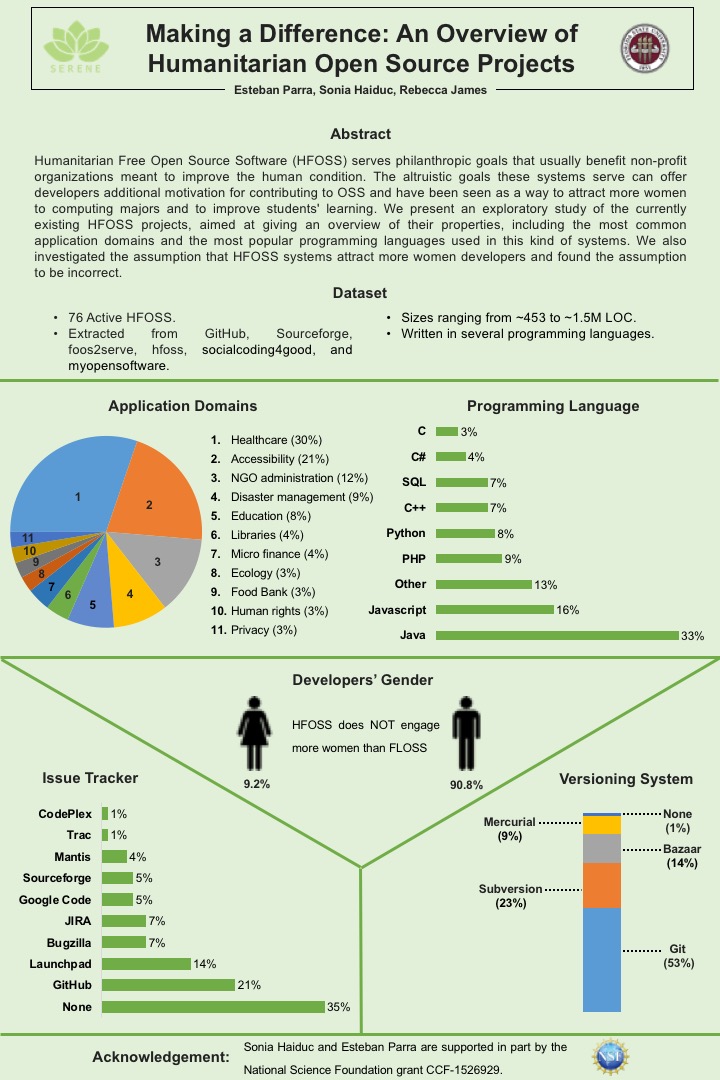 Making a Difference: An Overview of
Humanitarian Open Source Projects
SERENE
FLORIDA STATE UNIVERSITY
1851
Esteban Parra, Sonia Haiduc, Rebecca James
Abstract
Humanitarian Free Open Source Software (HFOSS) serves philanthropic goals that usually benefit non-profit
organizations meant to improve the human condition. The altruistic goals these systems serve can offer
developers additional motivation for contributing to OSS and have been seen as a way to attract more women
to computing majors and to improve students' learning. We present an exploratory study of the currently
existing HFOSS projects, aimed at giving an overview of their properties, including the most common
application domains and the most popular programming languages used in this kind of systems. We also
investigated the assumption that HFOSS systems attract more women developers and found the assumption
to be incorrect.
Dataset
• 76 Active HFOSS.
• Extracted from GitHub, Sourceforge,
foos2serve, hfoss, socialcoding4good, and
myopensoftware.
• Sizes ranging from ~453 to ~1.5M LOC.
• Written in several programming languages.
Application Domains
1
2
3
4
5
6
7
8
9
10
11
1. Healthcare (30%)
2. Accessibility (21%)
3. NGO administration (12%)
4. Disaster management (9%)
5. Education (8%)
6. Libraries (4%)
7. Micro finance (4%)
8. Ecology (3%)
9. Food Bank (3%)
10. Human rights (3%)
11. Privacy (3%)
Programming Language
C 3%
C# 4%
SQL 7%
C++ 7%
Python 8%
PHP 9%
Other 13%
Javascript 16%
Java 33%
Developers' Gender
HFOSS does NOT engage
more women than FLOSS
9.2%
90.8%
Issue Tracker
CodePlex 1%
Trac 1%
Mantis 4%
Sourceforge 5%
Google Code 5%
JIRA 7%
Bugzilla 7%
Launchpad 14%
GitHub 21%
None 35%
Versioning System
None
(1%)
Mercurial
(9%)
Bazaar
(14%)
Subversion
(23%)
Git
(53%)
Acknowledgement:
Sonia Haiduc and Esteban Parra are supported in part by the
National Science Foundation grant CCF-1526929.
NSF